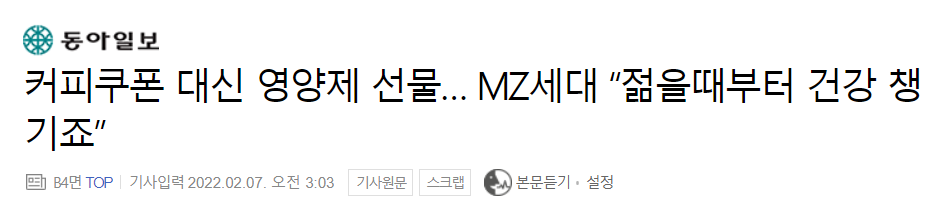 동아일보
커피쿠폰 대신 영양제 선물… MZ세대 “젊을때부터 건강 챙
기죠”
B4면 TOP 기사입력 2022.02.07. 오전 3:03 기사원문 스크랩 본문듣기 · 설정